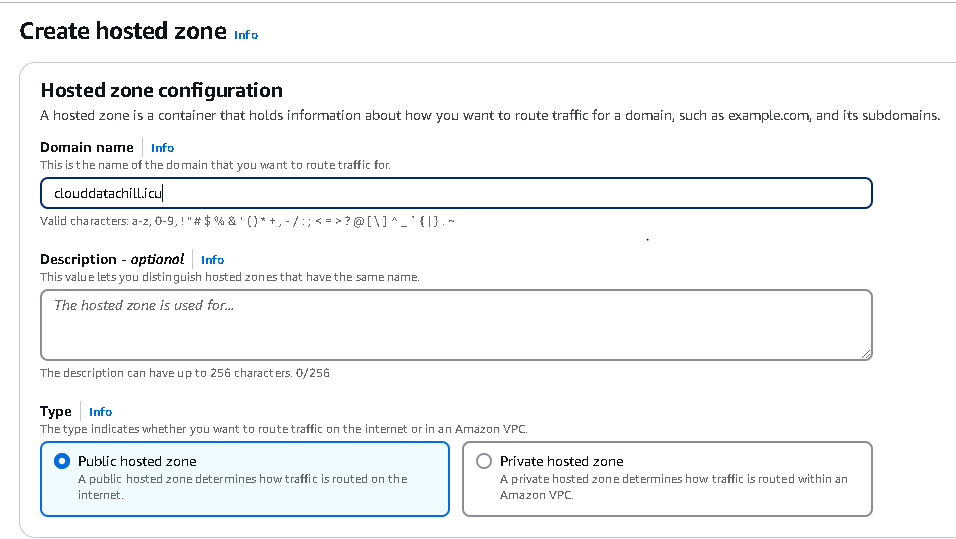 Create hosted zone Info
Hosted zone configuration
A hosted zone is a container that holds information about how you want to route traffic for a domain, such as example.com, and its subdomains.
Domain name Info
This is the name of the domain that you want to route traffic for.
clouddatachill.icu
Valid characters: a-z, 0-9, ! " # $ % & ' ( ) * + , - / : ; < = > ? @ [ \ ] ^ _ ` { | } . ~
Description - optional Info
This value lets you distinguish hosted zones that have the same name.
The hosted zone is used for...
The description can have up to 256 characters. 0/256
Type Info
The type indicates whether you want to route traffic on the internet or in an Amazon VPC.
Public hosted zone
A public hosted zone determines how traffic is routed on the
internet.
Private hosted zone
A private hosted zone determines how traffic is routed within an
Amazon VPC.